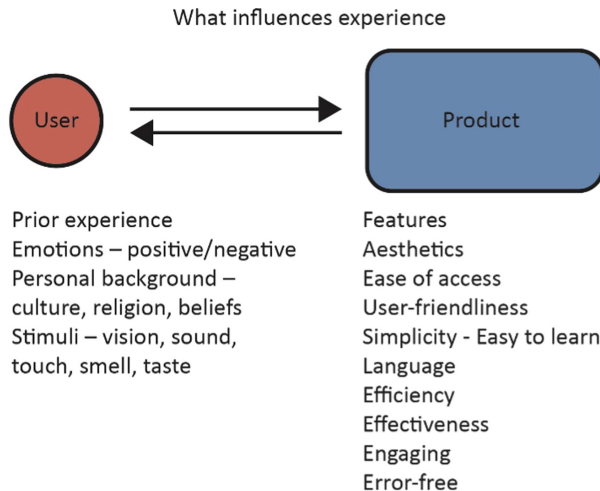 What influences experience
User
Product
Prior experience
Emotions – positive/negative
Personal background –
culture, religion, beliefs
Stimuli – vision, sound,
touch, smell, taste
Features
Aesthetics
Ease of access
User-friendliness
Simplicity - Easy to learn
Language
Efficiency
Effectiveness
Engaging
Error-free